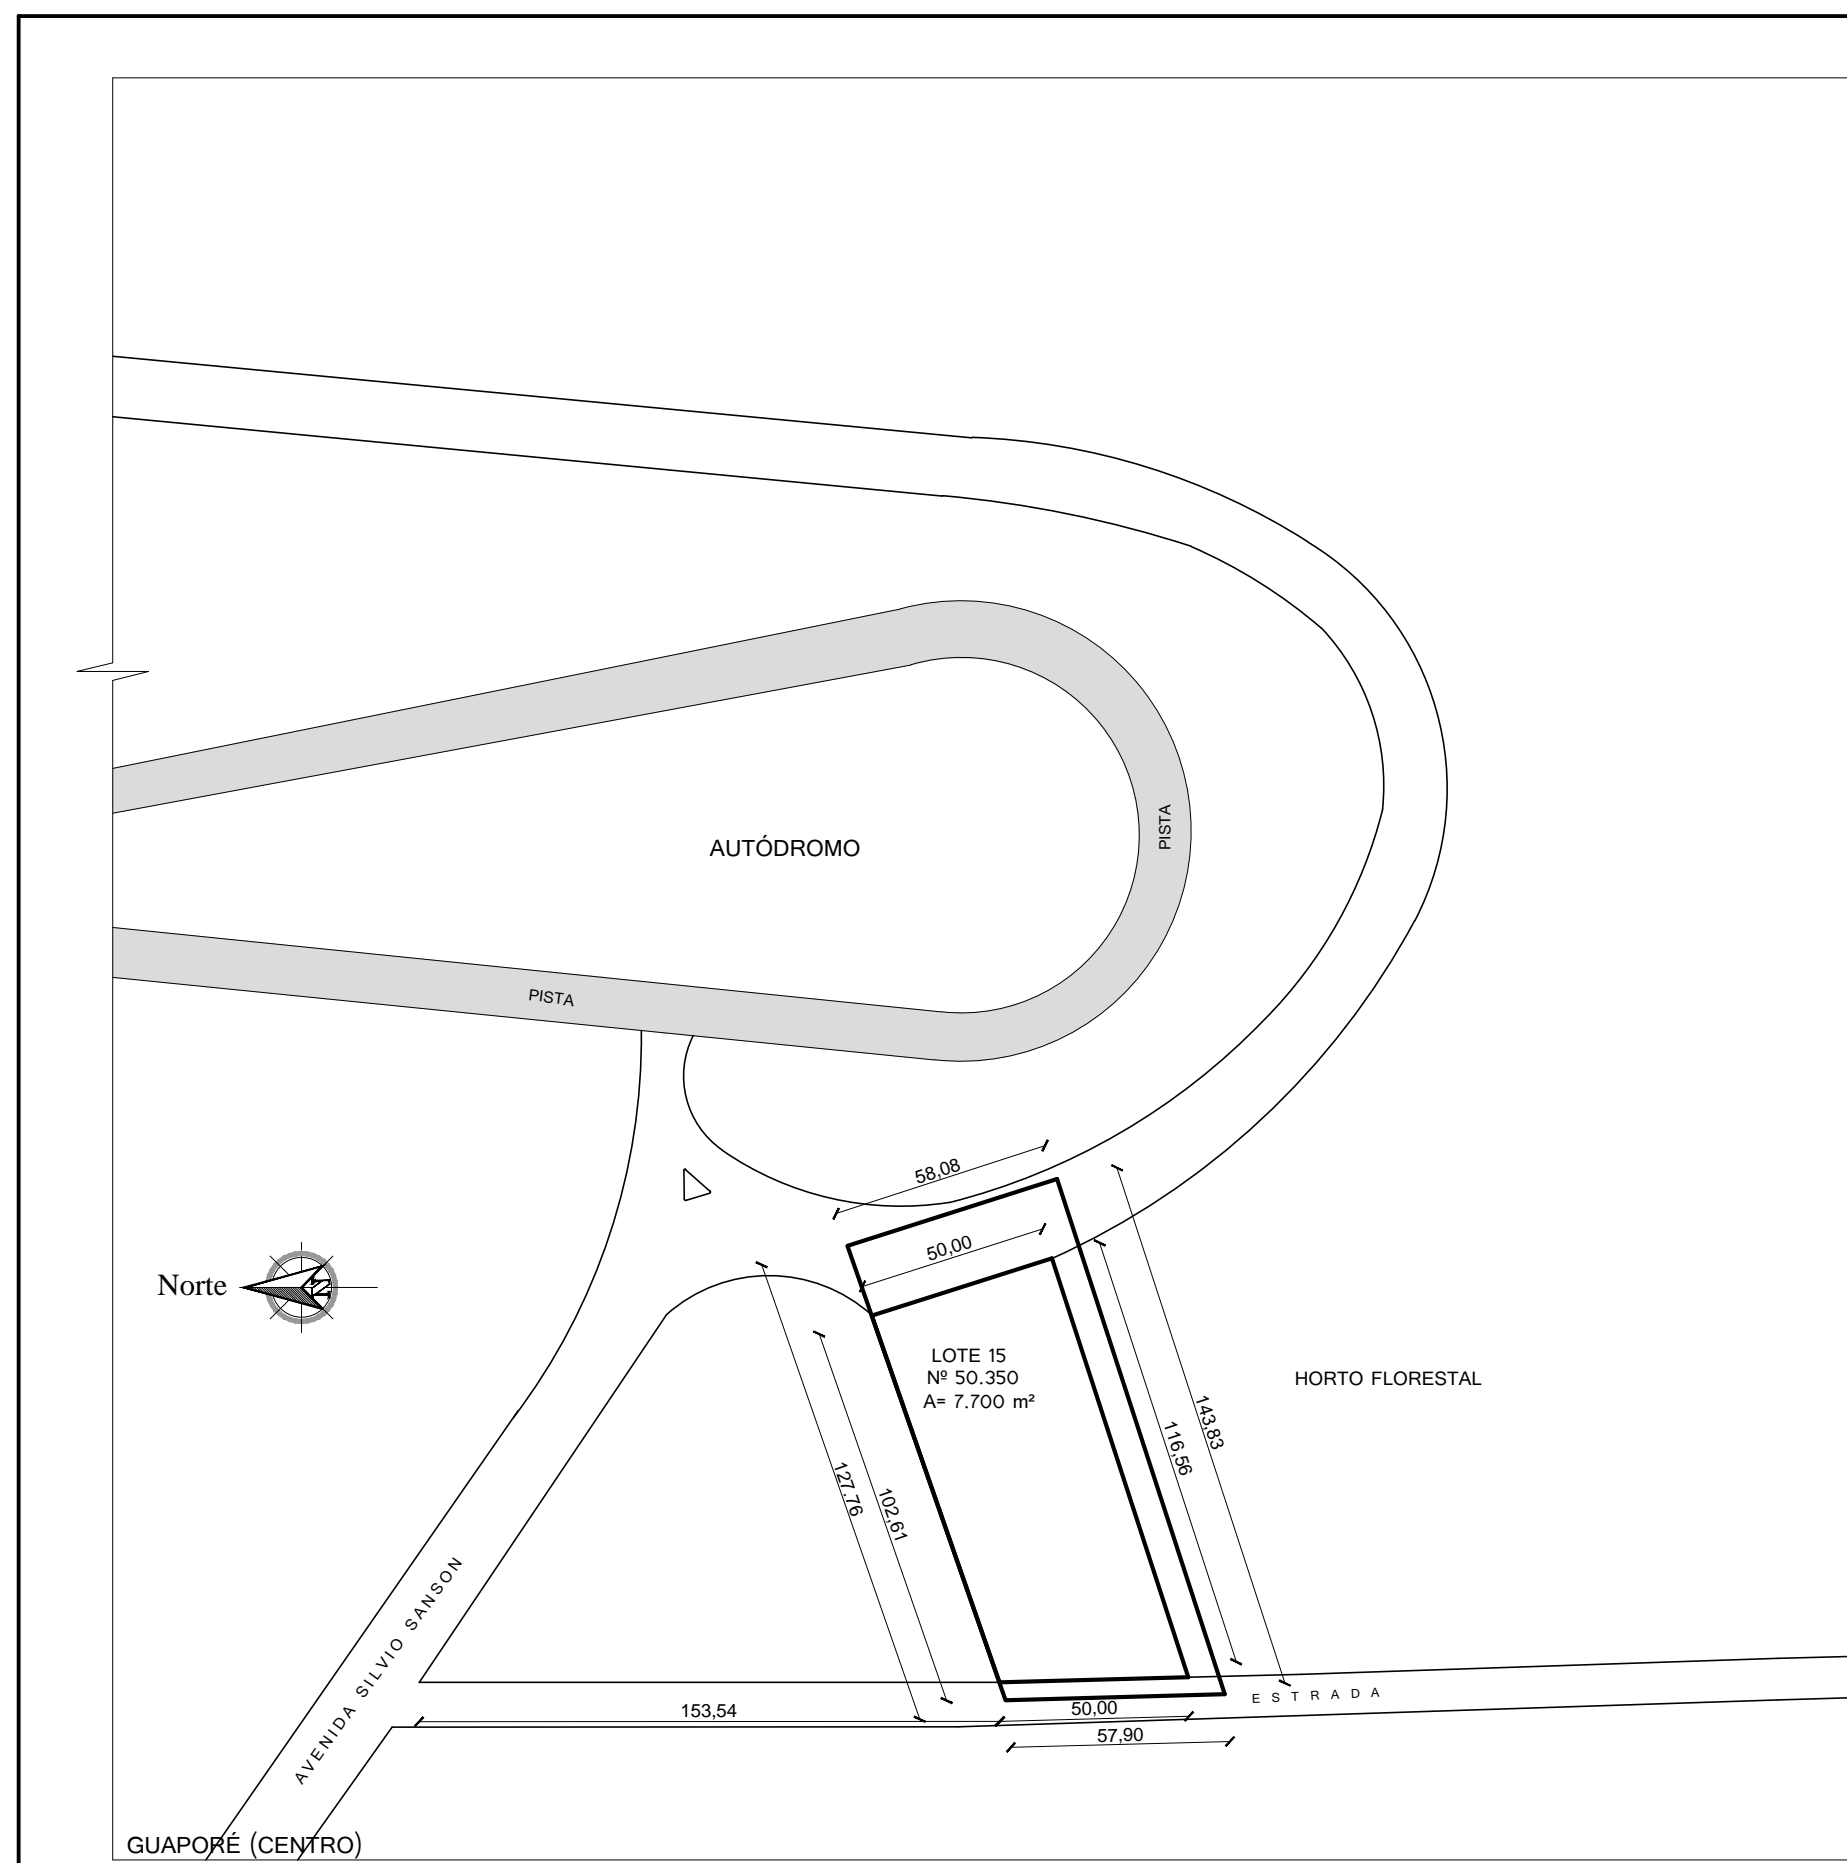 AUTÓDROMO
PISTA
PISTA
58,08
50,00
Norte
N
LOTE 15
Nº 50.350
A= 7.700 m²
HORTO FLORESTAL
143,83
116,56
127.76
102,61
AVENIDA SILVIO SANSON
ESTRADA
153,54
50,00
57,90
GUAPORÉ (CENTRO)